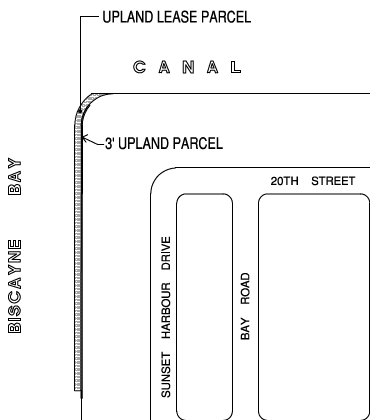 UPLAND LEASE PARCEL
CANAL
3' UPLAND PARCEL
BISCAYNE BAY
20TH STREET
SUNSET HARBOUR DRIVE
BAY ROAD